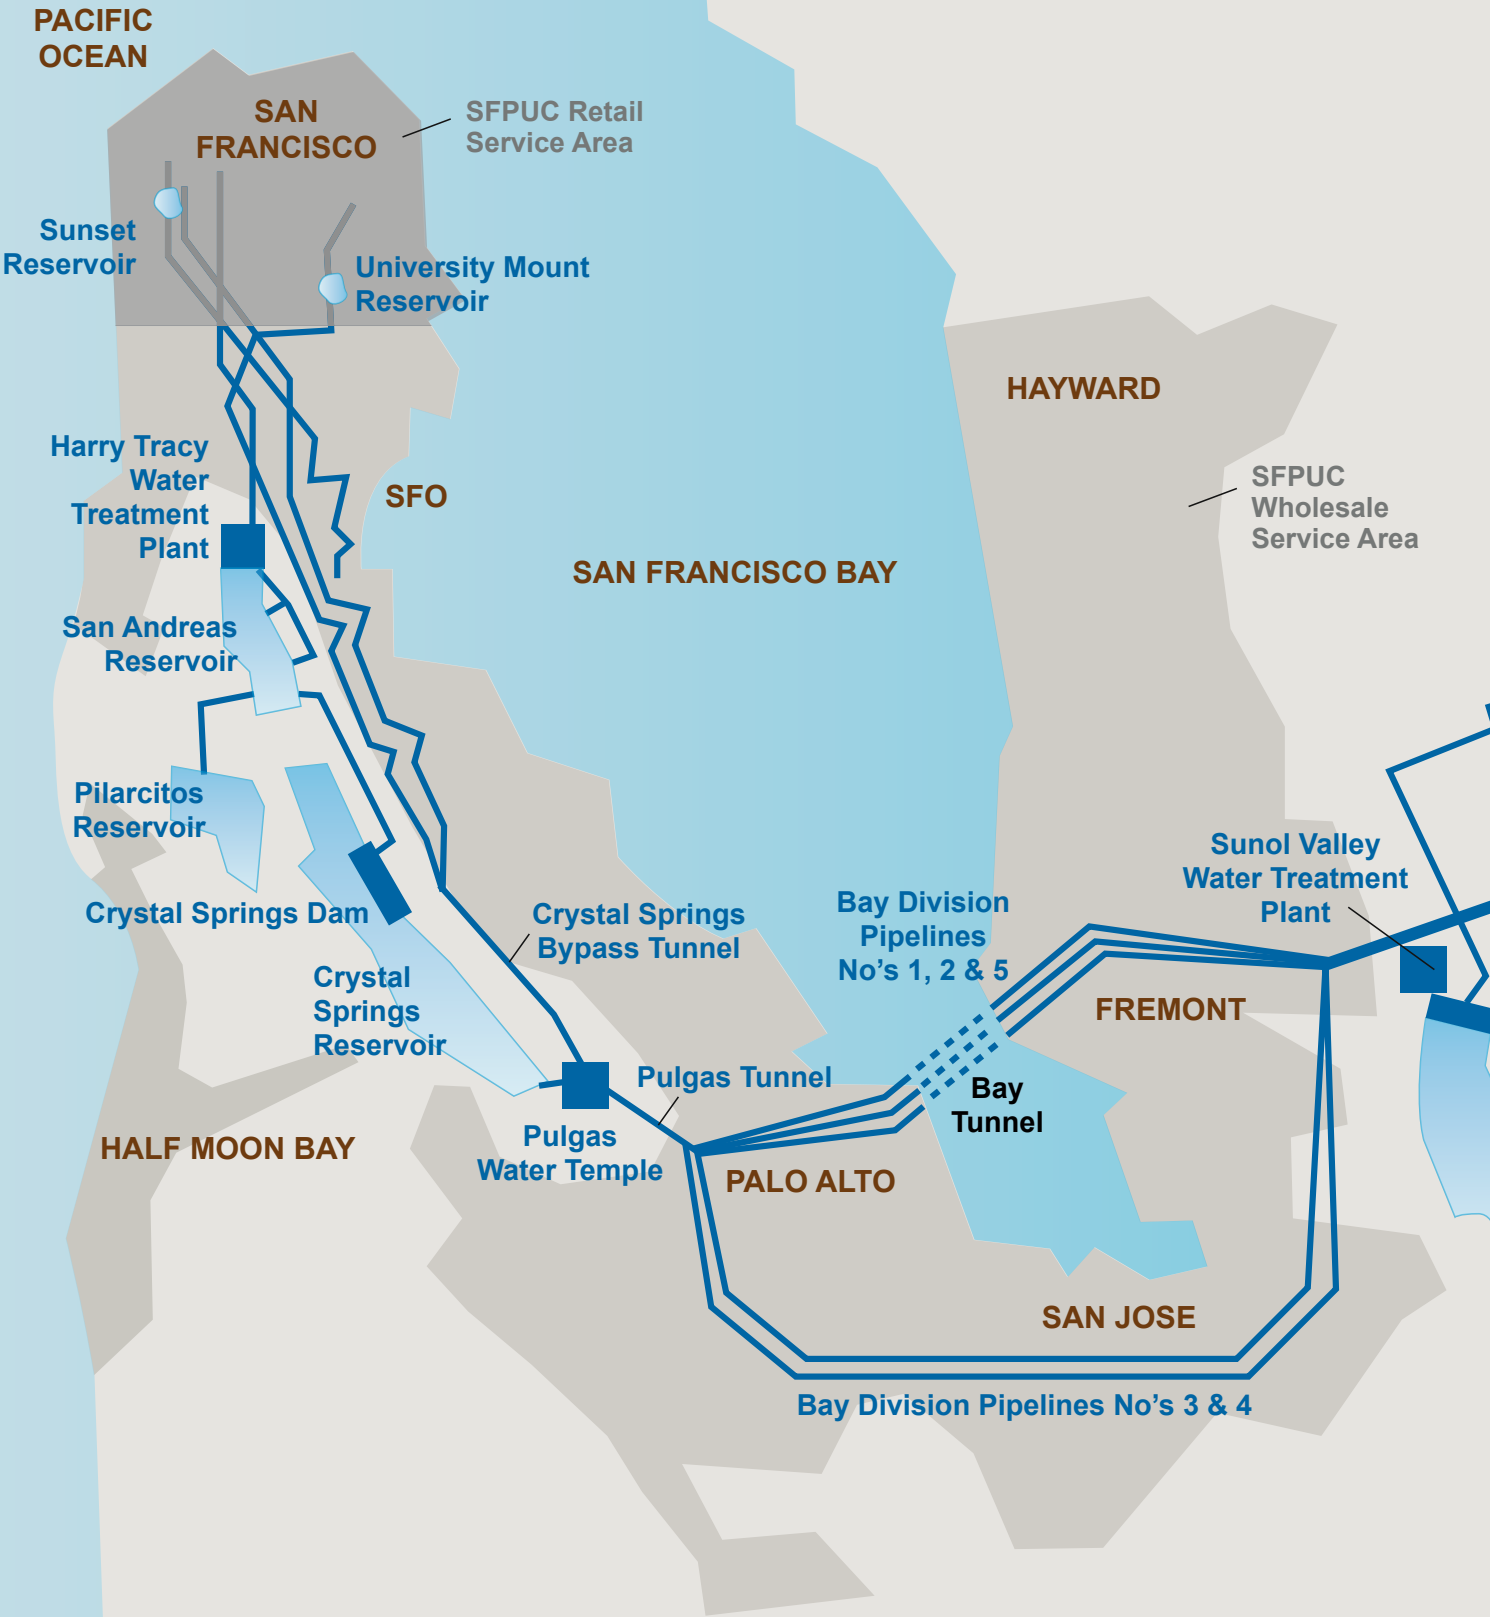 PACIFIC
OCEAN
SAN
FRANCISCO
SFPUC Retail
Service Area
Sunset
Reservoir
University Mount
Reservoir
HAYWARD
Harry Tracy
Water
Treatment
Plant
SFO
SFPUC
Wholesale
Service Area
SAN FRANCISCO BAY
San Andreas
Reservoir
Pilarcitos
Reservoir
Sunol Valley
Water Treatment
Plant
Crystal Springs Dam
Crystal Springs
Bypass Tunnel
Bay Division
Pipelines
No’s 1, 2 & 5
Crystal
Springs
Reservoir
FREMONT
Pulgas Tunnel
Bay
Tunnel
HALF MOON BAY
Pulgas
Water Temple
PALO ALTO
SAN JOSE
Bay Division Pipelines No’s 3 & 4